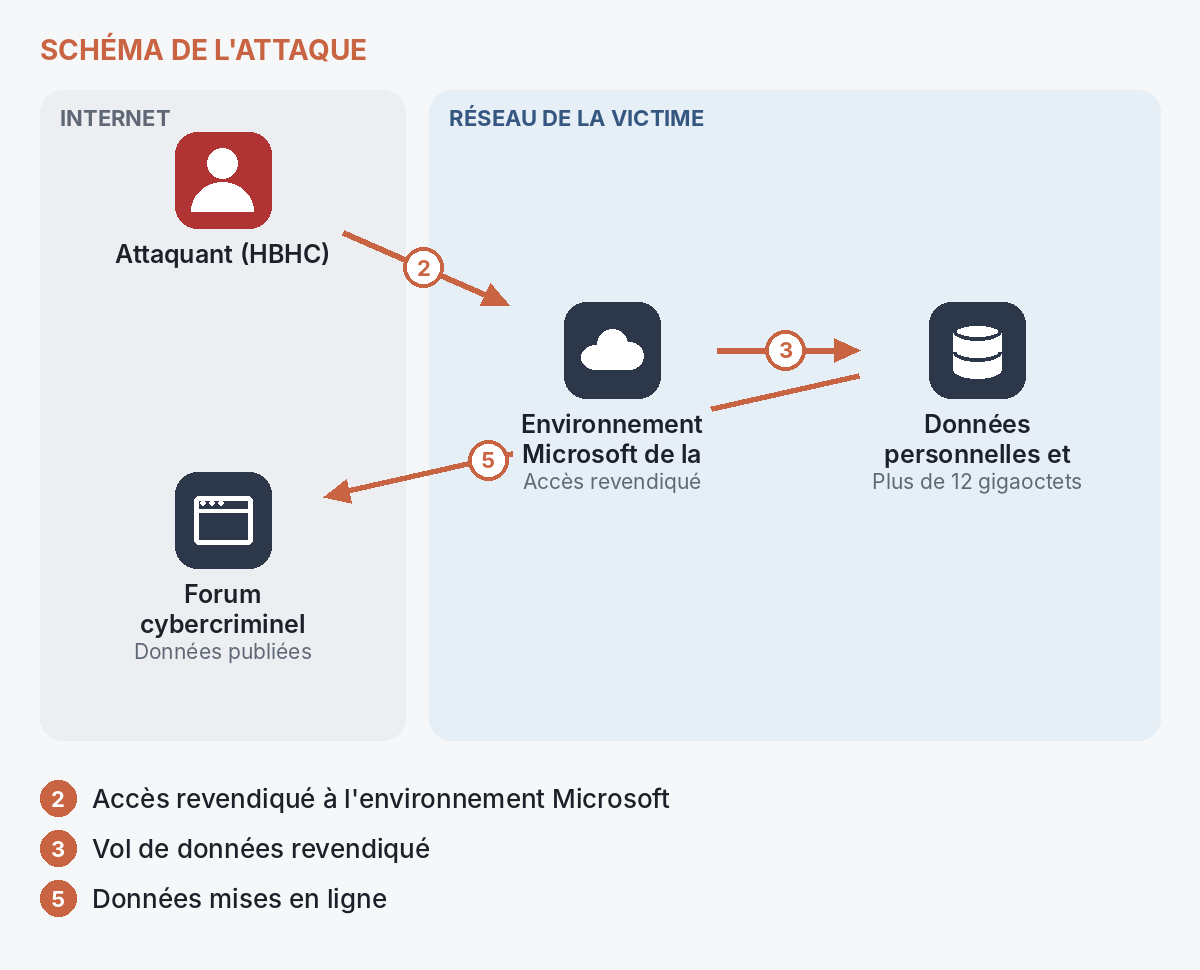 SCHÉMA DE L'ATTAQUE
INTERNET
RÉSEAU DE LA VICTIME
Attaquant (HBHC)
2
3
Environnement
Microsoft de la
Accès revendiqué
Données
personnelles et
Plus de 12 gigaoctets
5
Forum
cybercriminel
Données publiées
2 Accès revendiqué à l'environnement Microsoft
3 Vol de données revendiqué
5 Données mises en ligne